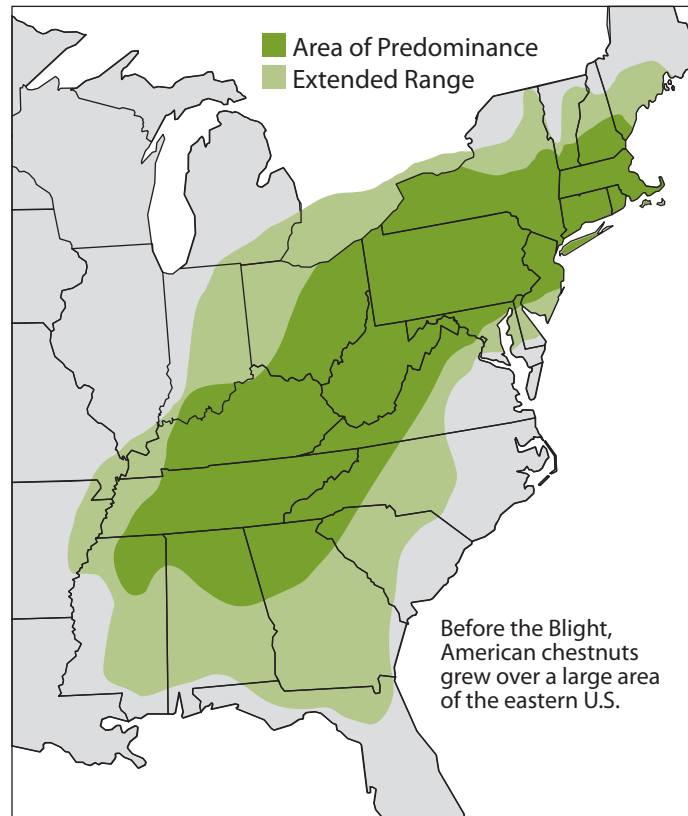 Area of Predominance
Extended Range
Before the Blight,
American chestnuts
grew over a large area
of the eastern U.S.